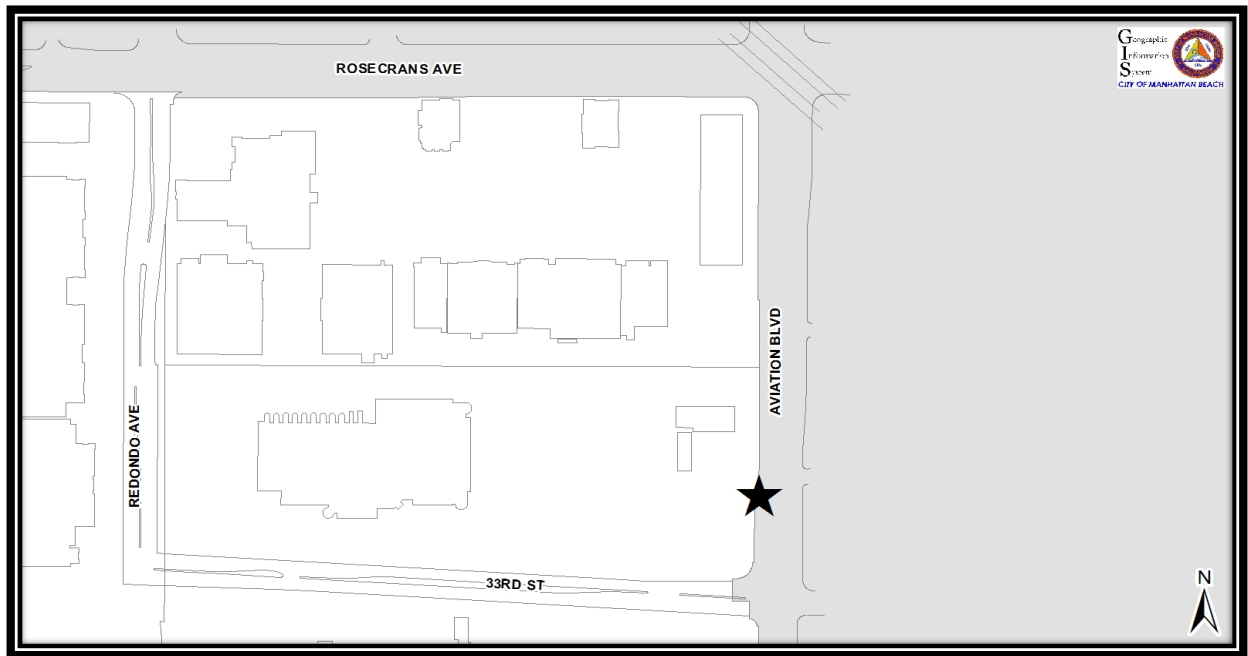 Geographic
Information
System
CITY OF MANHATTAN BEACH
ROSECRANS AVE
AVIATION BLVD
REDONDO AVE
33RD ST
N